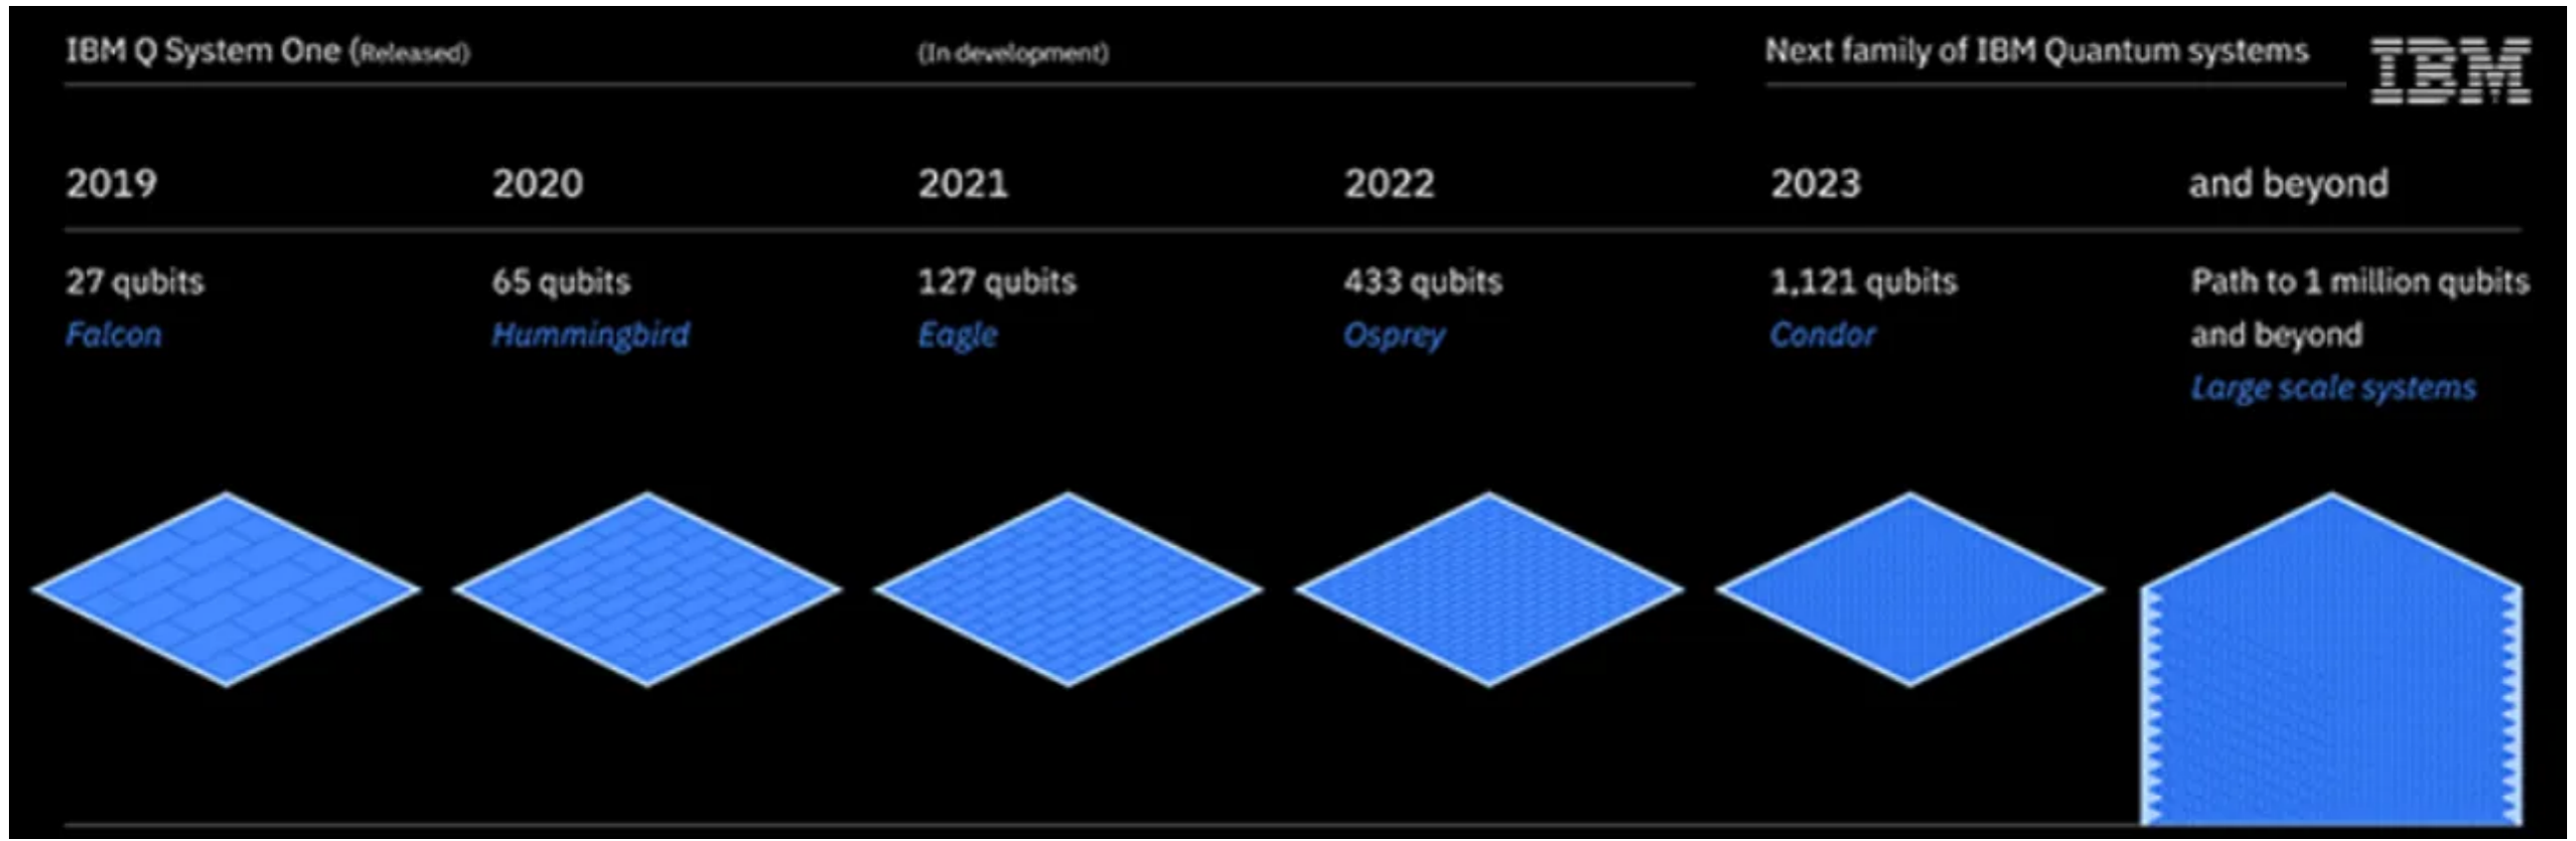 IBM Q System One (Released)
(In development)
Next family of IBM Quantum systems
IBM
2019
2020
2021
2022
2023
and beyond
27 qubits
Falcon
65 qubits
Hummingbird
127 qubits
Eagle
433 qubits
Osprey
1,121 qubits
Condor
Path to 1 million qubits
and beyond
Large scale systems